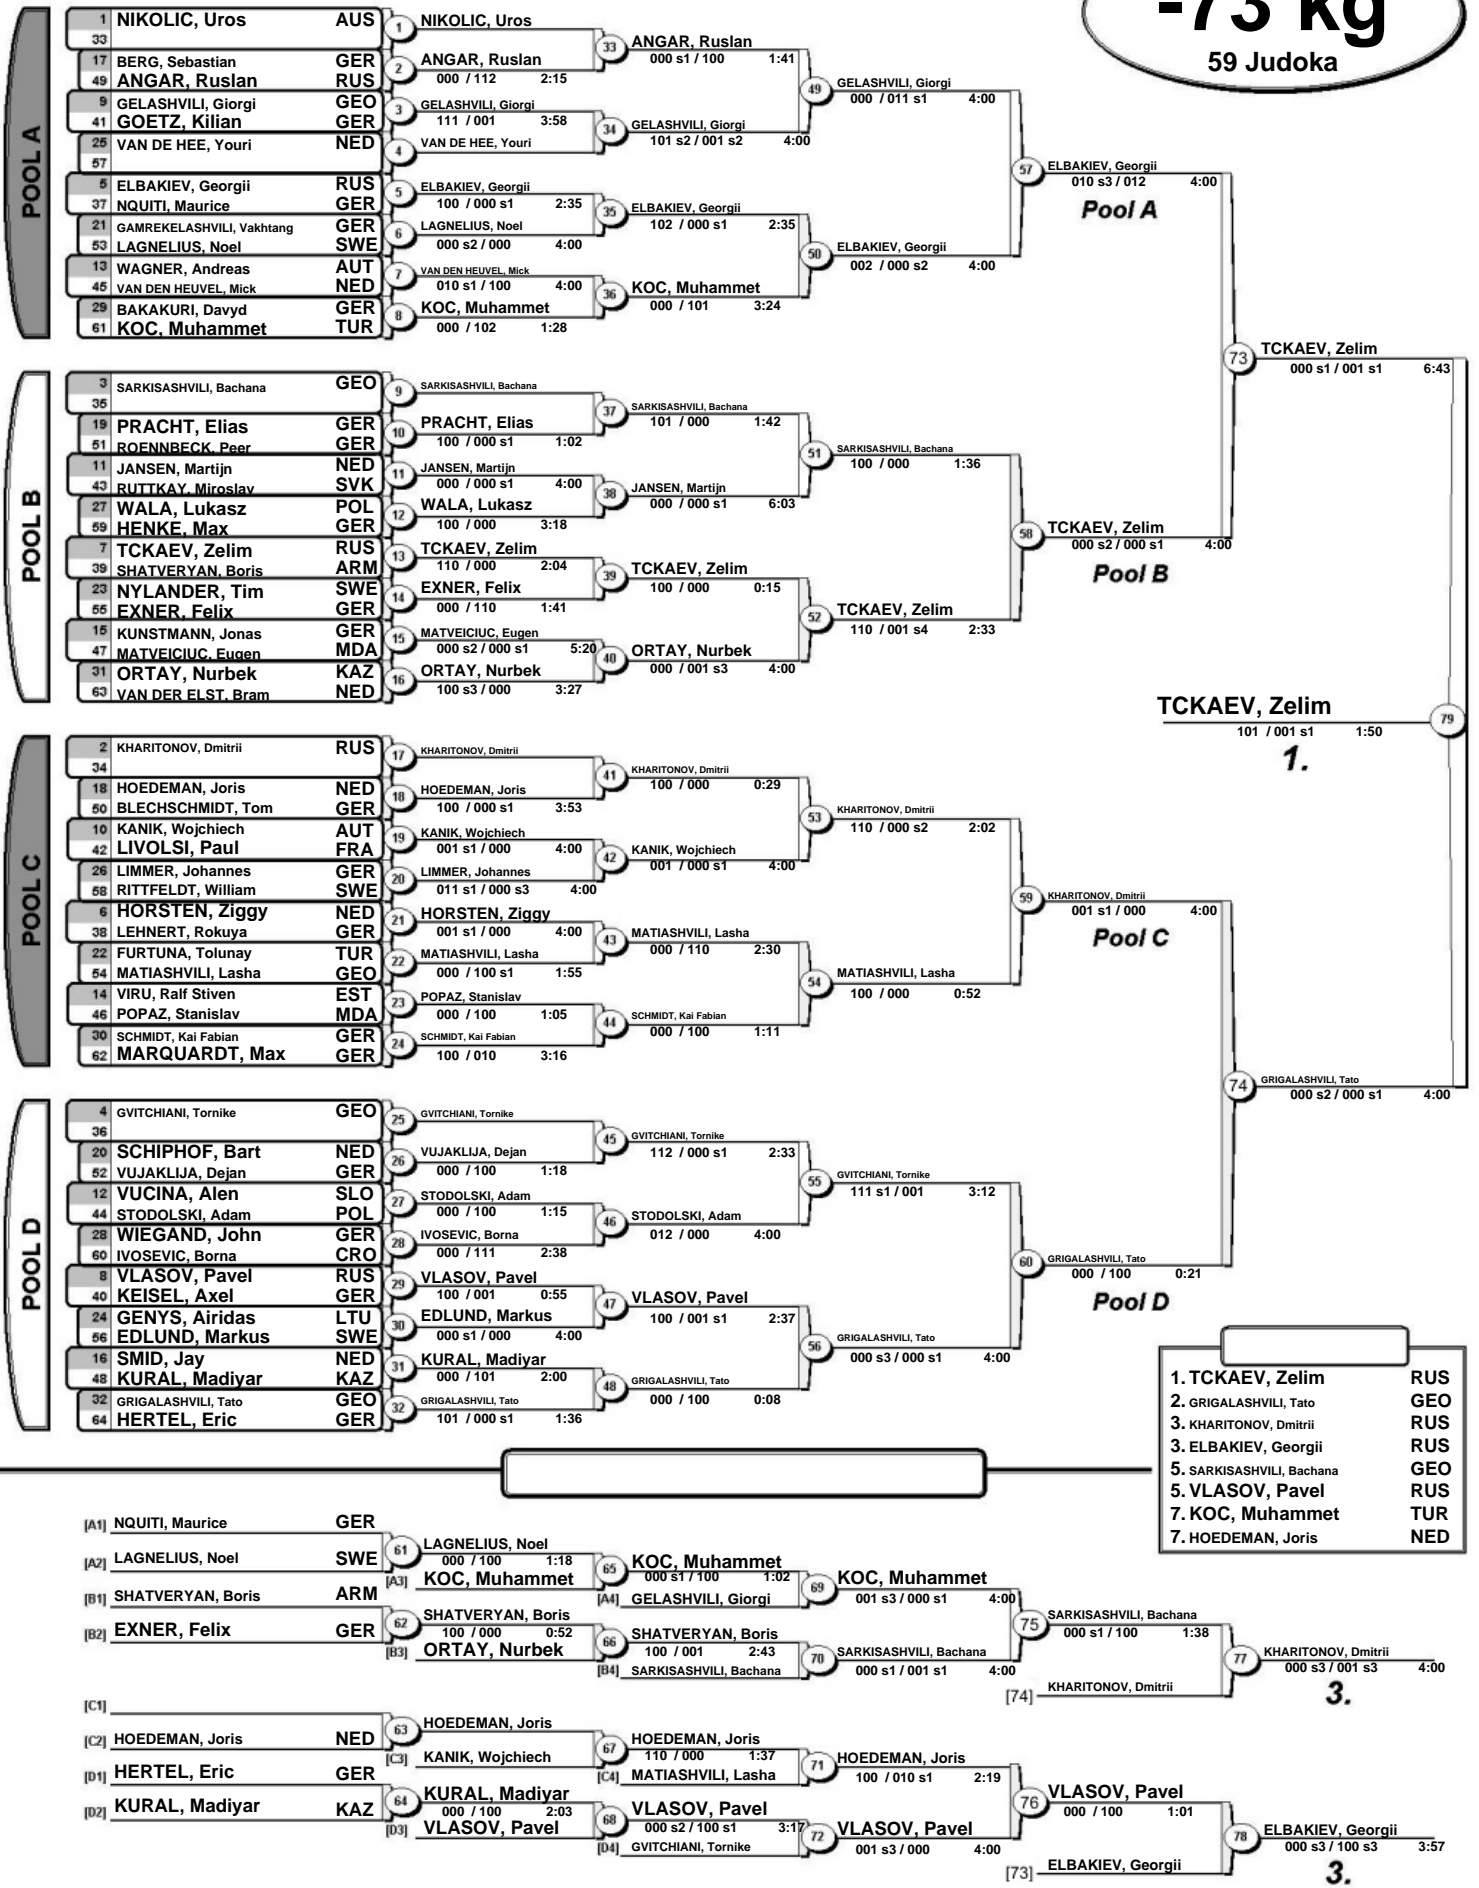 -73 kg
59 Judoka
POOL A
1 NIKOLIC, Uros AUS
33
17 BERG, Sebastian GER
49 ANGAR, Ruslan RUS
9 GELASHVILI, Giorgi GEO
41 GOETZ, Kilian GER
25 VAN DE HEE, Youri NED
57
5 ELBAKIEV, Georgii RUS
37 NQUITI, Maurice GER
21 GAMREKELASHVILI, Vakhtang GER
53 LAGNELIUS, Noel SWE
13 WAGNER, Andreas AUT
45 VAN DEN HEUVEL, Mick NED
29 BAKAKURI, Davyd GER
61 KOC, Muhammet TUR
1 NIKOLIC, Uros
2 ANGAR, Ruslan
000 / 112 2:15
3 GELASHVILI, Giorgi
111 / 001 3:58
4 VAN DE HEE, Youri
5 ELBAKIEV, Georgii
100 / 000 s1 2:35
6 LAGNELIUS, Noel
000 s2 / 000 4:00
7 VAN DEN HEUVEL, Mick
010 s1 / 100 4:00
8 KOC, Muhammet
000 / 102 1:28
33 ANGAR, Ruslan
000 s1 / 100 1:41
34 GELASHVILI, Giorgi
101 s2 / 001 s2 4:00
35 ELBAKIEV, Georgii
102 / 000 s1 2:35
36 KOC, Muhammet
000 / 101 3:24
49 GELASHVILI, Giorgi
000 / 011 s1 4:00
50 ELBAKIEV, Georgii
002 / 000 s2 4:00
57 ELBAKIEV, Georgii
010 s3 / 012 4:00
Pool A
POOL B
3 SARKISASHVILI, Bachana GEO
35
19 PRACHT, Elias GER
51 ROENNBECK, Peer GER
11 JANSEN, Martijn NED
43 RUTTKAY, Miroslav SVK
27 WALA, Lukasz POL
59 HENKE, Max GER
7 TCKAEV, Zelim RUS
39 SHATVERYAN, Boris ARM
23 NYLANDER, Tim SWE
55 EXNER, Felix GER
15 KUNSTMANN, Jonas GER
47 MATVEICIUC, Eugen MDA
31 ORTAY, Nurbek KAZ
63 VAN DER ELST, Bram NED
9 SARKISASHVILI, Bachana
10 PRACHT, Elias
100 / 000 s1 1:02
11 JANSEN, Martijn
000 / 000 s1 4:00
12 WALA, Lukasz
100 / 000 3:18
13 TCKAEV, Zelim
110 / 000 2:04
14 EXNER, Felix
000 / 110 1:41
15 MATVEICIUC, Eugen
000 s2 / 000 s1 5:20
16 ORTAY, Nurbek
100 s3 / 000 3:27
37 SARKISASHVILI, Bachana
101 / 000 1:42
38 JANSEN, Martijn
000 / 000 s1 6:03
39 TCKAEV, Zelim
100 / 000 0:15
40 ORTAY, Nurbek
000 / 001 s3 4:00
51 SARKISASHVILI, Bachana
100 / 000 1:36
52 TCKAEV, Zelim
110 / 001 s4 2:33
58 TCKAEV, Zelim
000 s2 / 000 s1 4:00
Pool B
73 TCKAEV, Zelim
000 s1 / 001 s1 6:43
TCKAEV, Zelim 79
101 / 001 s1 1:50
1.
POOL C
2 KHARITONOV, Dmitrii RUS
34
18 HOEDEMAN, Joris NED
50 BLECHSCHMIDT, Tom GER
10 KANIK, Wojchiech AUT
42 LIVOLSI, Paul FRA
26 LIMMER, Johannes GER
58 RITTFELDT, William SWE
6 HORSTEN, Ziggy NED
38 LEHNERT, Rokuya GER
22 FURTUNA, Tolunay TUR
54 MATIASHVILI, Lasha GEO
14 VIRU, Ralf Stiven EST
46 POPAZ, Stanislav MDA
30 SCHMIDT, Kai Fabian GER
62 MARQUARDT, Max GER
17 KHARITONOV, Dmitrii
18 HOEDEMAN, Joris
100 / 000 s1 3:53
19 KANIK, Wojchiech
001 s1 / 000 4:00
20 LIMMER, Johannes
011 s1 / 000 s3 4:00
21 HORSTEN, Ziggy
001 s1 / 000 4:00
22 MATIASHVILI, Lasha
000 / 100 s1 1:55
23 POPAZ, Stanislav
000 / 100 1:05
24 SCHMIDT, Kai Fabian
100 / 010 3:16
41 KHARITONOV, Dmitrii
100 / 000 0:29
42 KANIK, Wojchiech
001 / 000 s1 4:00
43 MATIASHVILI, Lasha
000 / 110 2:30
44 SCHMIDT, Kai Fabian
000 / 100 1:11
53 KHARITONOV, Dmitrii
110 / 000 s2 2:02
54 MATIASHVILI, Lasha
100 / 000 0:52
59 KHARITONOV, Dmitrii
001 s1 / 000 4:00
Pool C
74 GRIGALASHVILI, Tato
000 s2 / 000 s1 4:00
POOL D
4 GVITCHIANI, Tornike GEO
36
20 SCHIPHOF, Bart NED
52 VUJAKLIJA, Dejan GER
12 VUCINA, Alen SLO
44 STODOLSKI, Adam POL
28 WIEGAND, John GER
60 IVOSEVIC, Borna CRO
8 VLASOV, Pavel RUS
40 KEISEL, Axel GER
24 GENYS, Airidas LTU
56 EDLUND, Markus SWE
16 SMID, Jay NED
48 KURAL, Madiyar KAZ
32 GRIGALASHVILI, Tato GEO
64 HERTEL, Eric GER
25 GVITCHIANI, Tornike
26 VUJAKLIJA, Dejan
000 / 100 1:18
27 STODOLSKI, Adam
000 / 100 1:15
28 IVOSEVIC, Borna
000 / 111 2:38
29 VLASOV, Pavel
100 / 001 0:55
30 EDLUND, Markus
000 s1 / 000 4:00
31 KURAL, Madiyar
000 / 101 2:00
32 GRIGALASHVILI, Tato
101 / 000 s1 1:36
45 GVITCHIANI, Tornike
112 / 000 s1 2:33
46 STODOLSKI, Adam
012 / 000 4:00
47 VLASOV, Pavel
100 / 001 s1 2:37
48 GRIGALASHVILI, Tato
000 / 100 0:08
55 GVITCHIANI, Tornike
111 s1 / 001 3:12
56 GRIGALASHVILI, Tato
000 s3 / 000 s1 4:00
60 GRIGALASHVILI, Tato
000 / 100 0:21
Pool D
1. TCKAEV, Zelim RUS
2. GRIGALASHVILI, Tato GEO
3. KHARITONOV, Dmitrii RUS
3. ELBAKIEV, Georgii RUS
5. SARKISASHVILI, Bachana GEO
5. VLASOV, Pavel RUS
7. KOC, Muhammet TUR
7. HOEDEMAN, Joris NED
[A1] NQUITI, Maurice GER
[A2] LAGNELIUS, Noel SWE
[B1] SHATVERYAN, Boris ARM
[B2] EXNER, Felix GER
61 LAGNELIUS, Noel
000 / 100 1:18
[A3] KOC, Muhammet
62 SHATVERYAN, Boris
100 / 000 0:52
[B3] ORTAY, Nurbek
65 KOC, Muhammet
000 s1 / 100 1:02
[A4] GELASHVILI, Giorgi
66 SHATVERYAN, Boris
100 / 001 2:43
[B4] SARKISASHVILI, Bachana
69 KOC, Muhammet
001 s3 / 000 s1 4:00
70 SARKISASHVILI, Bachana
000 s1 / 001 s1 4:00
75 SARKISASHVILI, Bachana
000 s1 / 100 1:38
[74] KHARITONOV, Dmitrii
77 KHARITONOV, Dmitrii
000 s3 / 001 s3 4:00
3.
[C1]
[C2] HOEDEMAN, Joris NED
[D1] HERTEL, Eric GER
[D2] KURAL, Madiyar KAZ
63 HOEDEMAN, Joris
[C3] KANIK, Wojchiech
64 KURAL, Madiyar
000 / 100 2:03
[D3] VLASOV, Pavel
67 HOEDEMAN, Joris
110 / 000 1:37
[C4] MATIASHVILI, Lasha
68 VLASOV, Pavel
000 s2 / 100 s1 3:17
[D4] GVITCHIANI, Tornike
71 HOEDEMAN, Joris
100 / 010 s1 2:19
72 VLASOV, Pavel
001 s3 / 000 4:00
76 VLASOV, Pavel
000 / 100 1:01
[73] ELBAKIEV, Georgii
78 ELBAKIEV, Georgii
000 s3 / 100 s3 3:57
3.